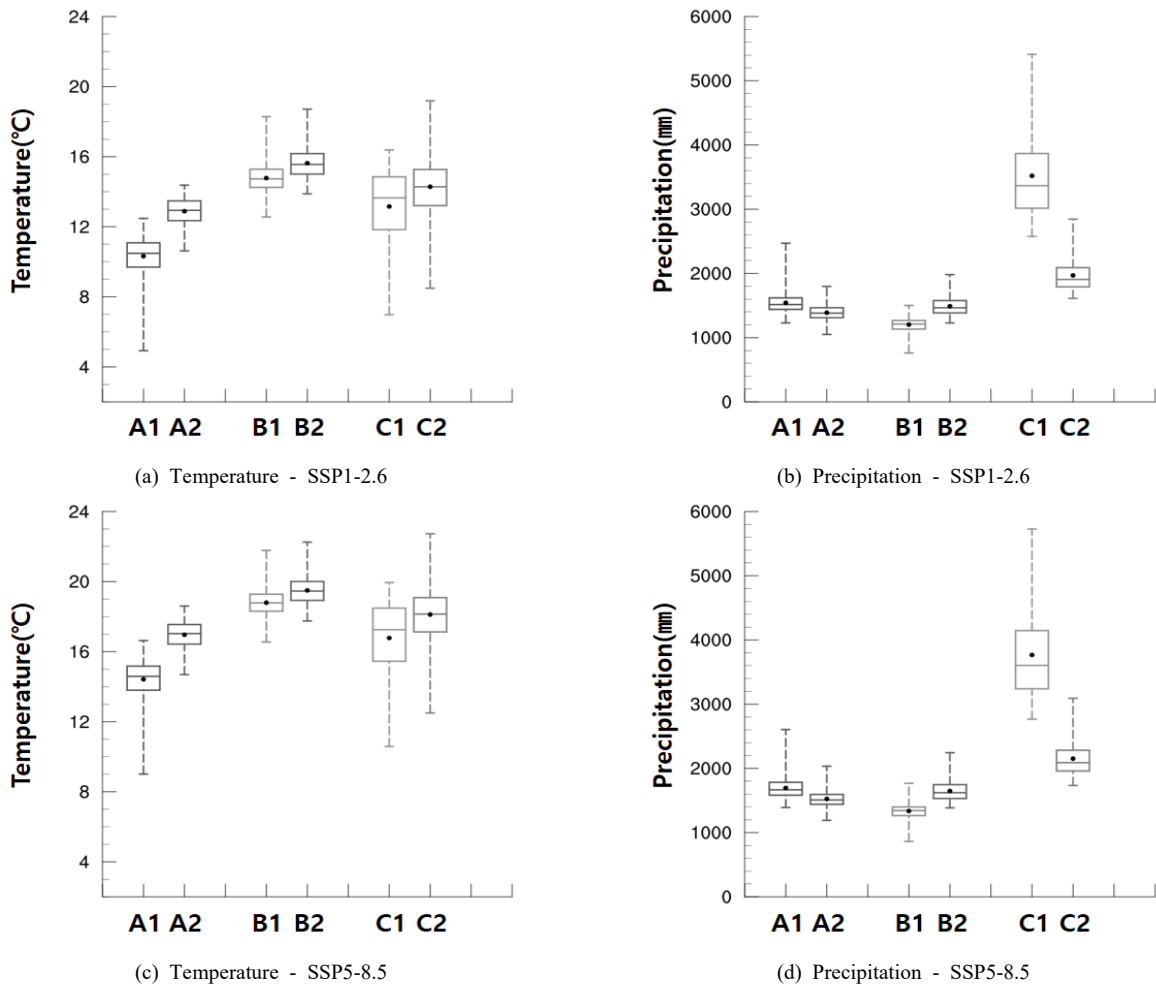 Temperature(℃)
24
20
16
12
8
4
A1 A2 B1 B2 C1 C2
(a) Temperature - SSP1-2.6
Precipitation(㎜)
6000
5000
4000
3000
2000
1000
0
A1 A2 B1 B2 C1 C2
(b) Precipitation - SSP1-2.6
Temperature(℃)
24
20
16
12
8
4
A1 A2 B1 B2 C1 C2
(c) Temperature - SSP5-8.5
Precipitation(㎜)
6000
5000
4000
3000
2000
1000
0
A1 A2 B1 B2 C1 C2
(d) Precipitation - SSP5-8.5